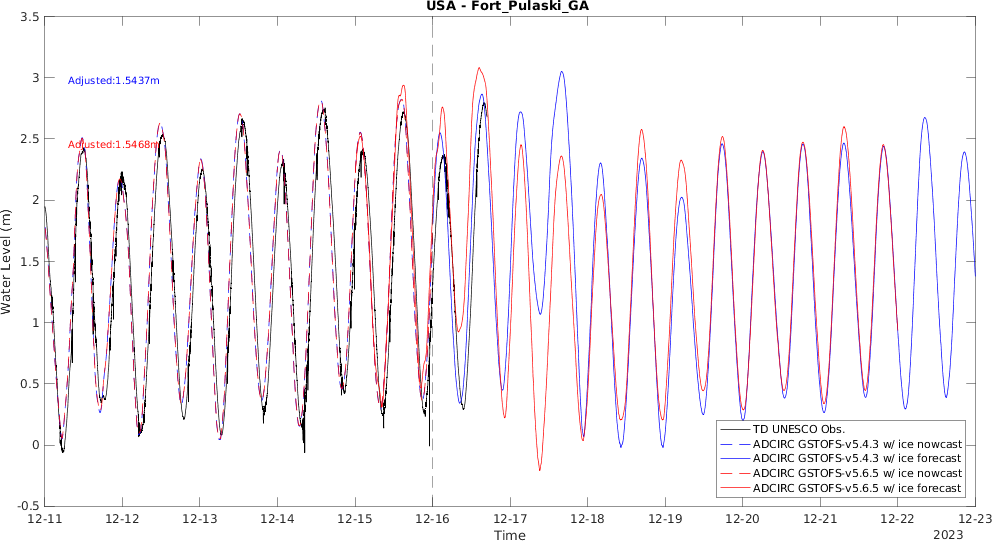 USA - Fort_Pulaski_GA
3.5
3
2.5
2
1.5
1
0.5
0
-0.5
Water Level (m)
Adjusted:1.5437m
Adjusted:1.5468m
TD UNESCO Obs.
ADCIRC GSTOFS-v5.4.3 w/ ice nowcast
ADCIRC GSTOFS-v5.4.3 w/ ice forecast
ADCIRC GSTOFS-v5.6.5 w/ ice nowcast
ADCIRC GSTOFS-v5.6.5 w/ ice forecast
12-11 12-12 12-13 12-14 12-15 12-16 12-17 12-18 12-19 12-20 12-21 12-22 12-23
Time
2023